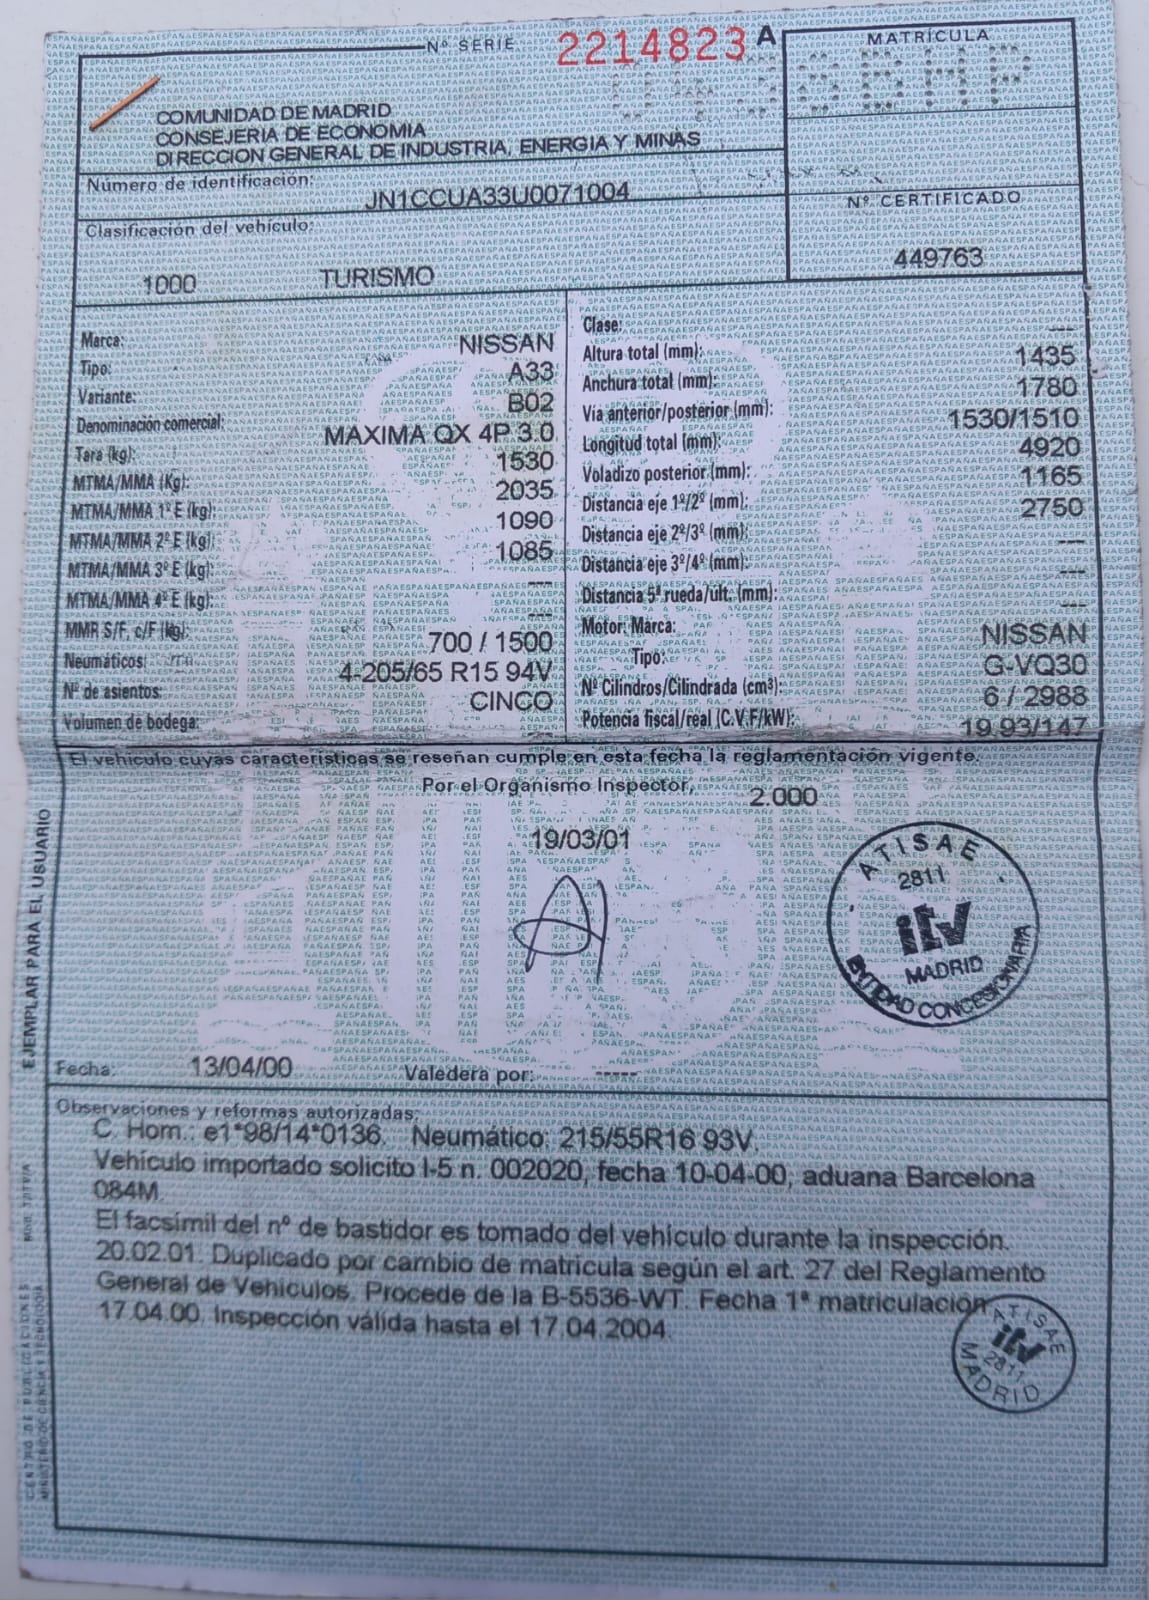 Nº SERIE 2214823 A
MATRÍCULA
COMUNIDAD DE MADRID
CONSEJERIA DE ECONOMIA
DIRECCION GENERAL DE INDUSTRIA, ENERGIA Y MINAS
Número de identificación: JN1CCUA33U0071004
Nº CERTIFICADO
449763
Clasificación del vehículo:
1000 TURISMO
Marca: NISSAN
Tipo: A33
Variante: B02
Denominación comercial: MAXIMA QX 4P 3.0
Tara (kg): 1530
MTMA/MMA (Kg): 2035
MTMA/MMA 1º E (kg): 1090
MTMA/MMA 2º E (kg): 1085
MTMA/MMA 3º E (kg): ---
MTMA/MMA 4º E (kg): ---
MMR S/F, c/F (kg): 700 / 1500
Neumáticos: 4-205/65 R15 94V
Nº de asientos: CINCO
Volumen de bodega: ---
Clase: ---
Altura total (mm): 1435
Anchura total (mm): 1780
Vía anterior/posterior (mm): 1530/1510
Longitud total (mm): 4920
Voladizo posterior (mm): 1165
Distancia eje 1º/2º (mm): 2750
Distancia eje 2º/3º (mm): ---
Distancia eje 3º/4º (mm): ---
Distancia 5ª rueda/últ. (mm): ---
Motor: Marca: NISSAN
Tipo: G-VQ30
Nº Cilindros/Cilindrada (cm³): 6 / 2988
Potencia fiscal/real (C.V.F/kW): 19.93/147
El vehículo cuyas características se reseñan cumple en esta fecha la reglamentación vigente.
Por el Organismo Inspector, 2.000
19/03/01
ATISAE
2811
itv
MADRID
ENTIDAD CONCESIONARIA
Fecha: 13/04/00 Valedera por: -----
Observaciones y reformas autorizadas:
C. Hom.: e1*98/14*0136. Neumático: 215/55R16 93V.
Vehículo importado solicito I-5 n. 002020, fecha 10-04-00, aduana Barcelona
084M.
El facsímil del nº de bastidor es tomado del vehículo durante la inspección.
20.02.01. Duplicado por cambio de matricula según el art. 27 del Reglamento
General de Vehículos. Procede de la B-5536-WT. Fecha 1ª matriculación
17.04.00. Inspección válida hasta el 17.04.2004.
ATISAE
itv
2811
MADRID
EJEMPLAR PARA EL USUARIO
CENTRO DE PUBLICACIONES
MINISTERIO DE CIENCIA Y TECNOLOGIA